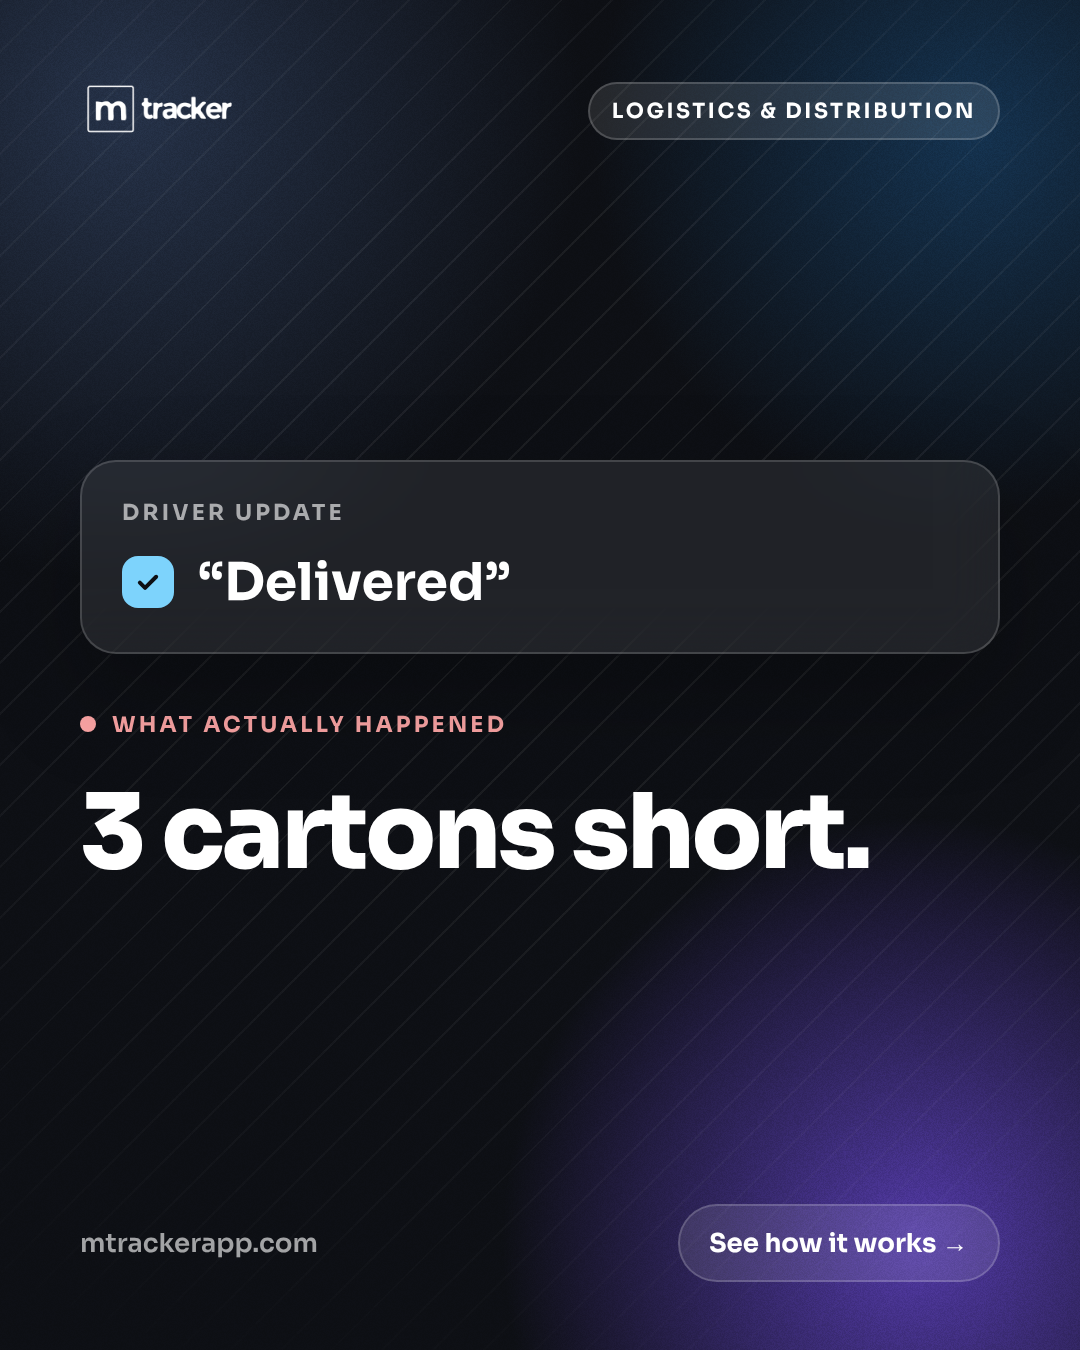 m tracker
LOGISTICS & DISTRIBUTION
DRIVER UPDATE
“Delivered”
WHAT ACTUALLY HAPPENED
3 cartons short.
mtrackerapp.com
See how it works →